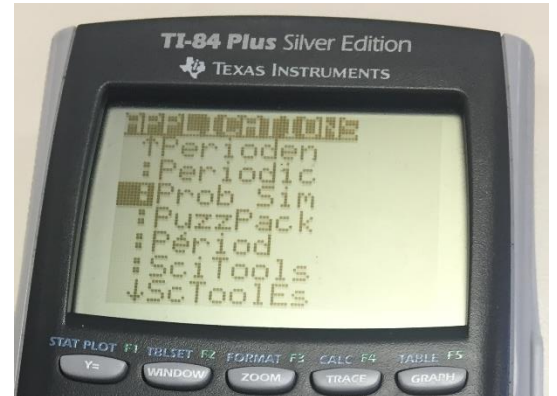 TI-84 Plus Silver Edition
TEXAS INSTRUMENTS
APPLICATIONS
↑Perioden
:Periodic
:Prob Sim
:PuzzPack
:Périod
:SciTools
↓ScToolEs
STAT PLOT F1 TBLSET F2 FORMAT F3 CALC F4 TABLE F5
Y= WINDOW ZOOM TRACE GRAPH